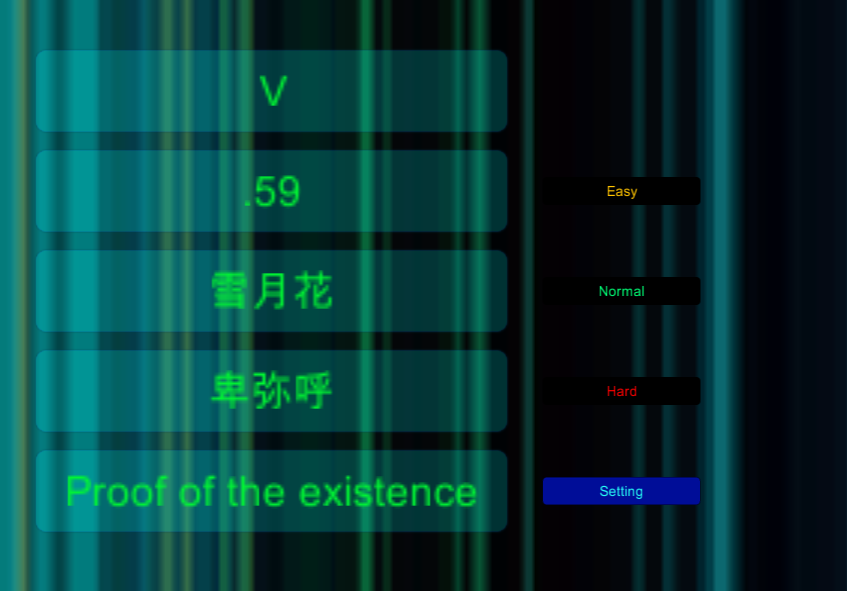 V
.59
雪月花
卑弥呼
Proof of the existence
Easy
Normal
Hard
Setting